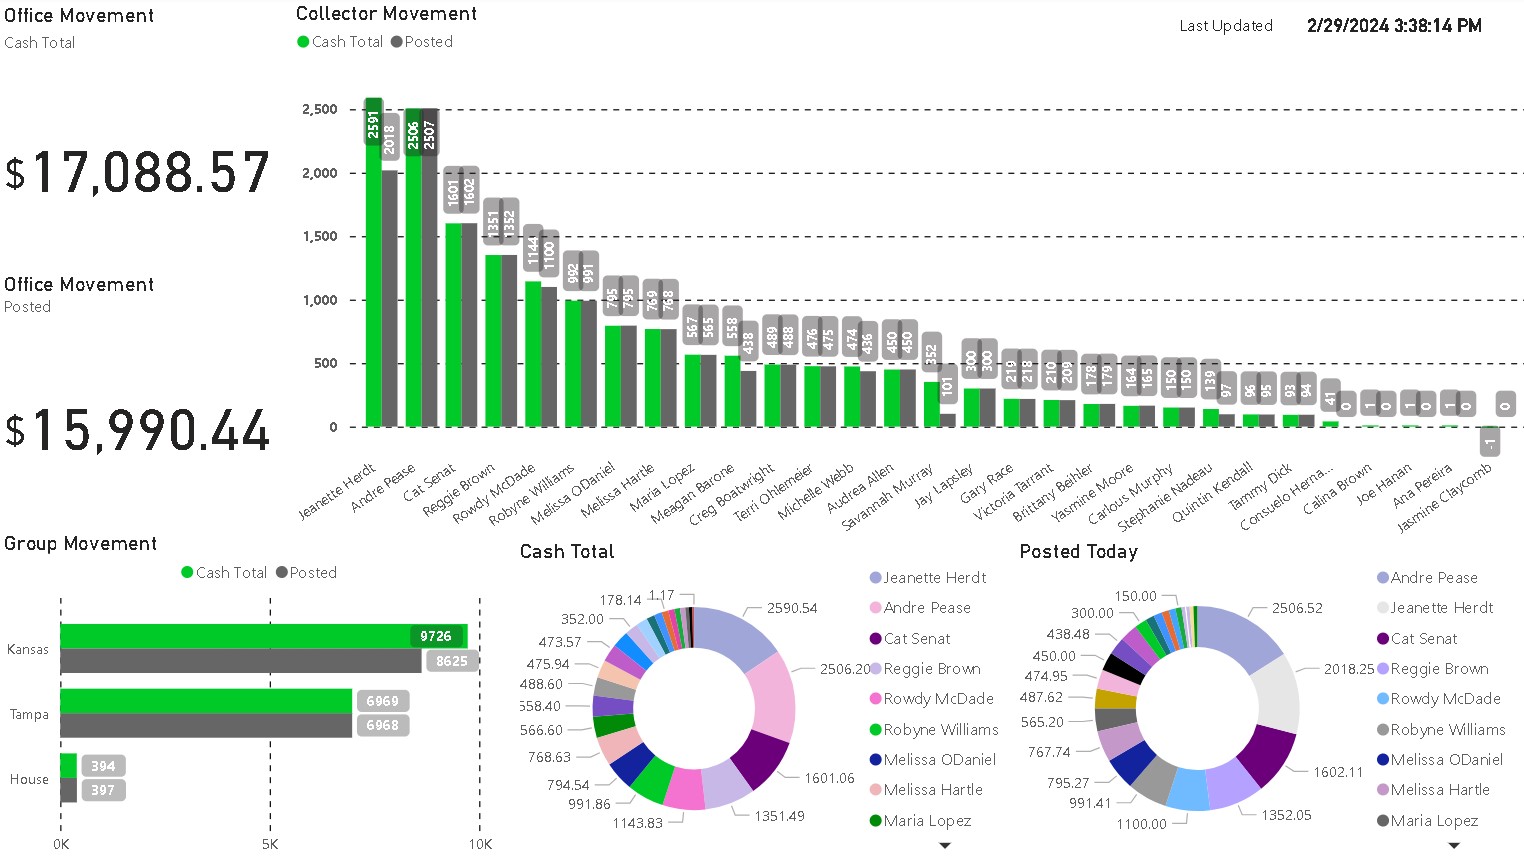 Office Movement
Cash Total
$17,088.57
Office Movement
Posted
$15,990.44
Collector Movement
Cash Total Posted
Last Updated 2/29/2024 3:38:14 PM
2,500
2,000
1,500
1,000
500
0
2591 2018
2506 2507
1601 1602
1351 1352
1144 1100
992 991
795 795
769 768
567 565
558 438
489 488
476 475
474 436
450 450
352 101
300 300
219 218
210 209
178 179
164 165
150 150
139 97
96 95
93 94
41 0
1 0
1 0
1 0
-1 0
Jeanette Herdt
Andre Pease
Cat Senat
Reggie Brown
Rowdy McDade
Robyne Williams
Melissa ODaniel
Melissa Hartle
Maria Lopez
Meagan Barone
Creg Boatwright
Terri Ohlemeier
Michelle Webb
Audrea Allen
Savannah Murray
Jay Lapsley
Gary Race
Victoria Tarrant
Brittany Beihler
Yasmine Moore
Carlous Murphy
Stephanie Nadeau
Quintin Kendall
Tammy Dick
Consuelo Herna...
Calina Brown
Joe Hanan
Ana Pereira
Jasmine Claycomb
Group Movement
Cash Total Posted
Kansas
9726
8625
Tampa
6969
6968
House
394
397
0K 5K 10K
Cash Total
2590.54
2506.20
1601.06
1351.49
1143.83
991.86
794.54
768.63
566.60
558.40
488.60
475.94
473.57
352.00
178.14
1.17
Jeanette Herdt
Andre Pease
Cat Senat
Reggie Brown
Rowdy McDade
Robyne Williams
Melissa ODaniel
Melissa Hartle
Maria Lopez
Posted Today
2506.52
2018.25
1602.11
1352.05
1100.00
991.41
795.27
767.74
565.20
487.62
474.95
450.00
438.48
300.00
150.00
Andre Pease
Jeanette Herdt
Cat Senat
Reggie Brown
Rowdy McDade
Robyne Williams
Melissa ODaniel
Melissa Hartle
Maria Lopez